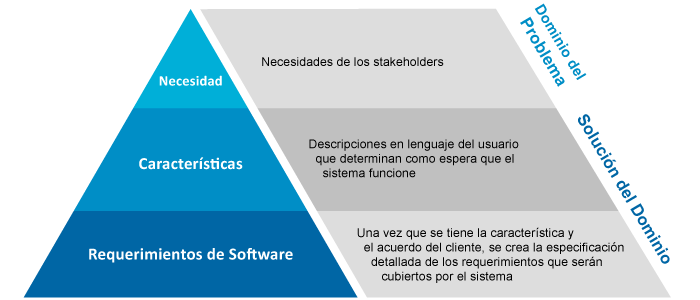 Necesidad
Necesidades de los stakeholders
Dominio del
Problema
Características
Descripciones en lenguaje del usuario
que determinan como espera que el
sistema funcione
Solución del Dominio
Requerimientos de Software
Una vez que se tiene la característica y
el acuerdo del cliente, se crea la especificación
detallada de los requerimientos que serán
cubiertos por el sistema